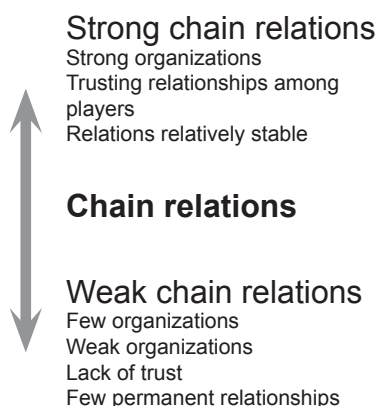 Strong chain relations
Strong organizations
Trusting relationships among
players
Relations relatively stable
Chain relations
Weak chain relations
Few organizations
Weak organizations
Lack of trust
Few permanent relationships